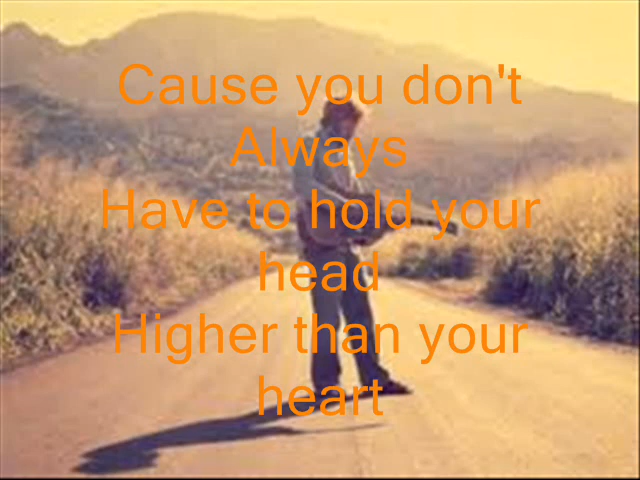 Cause you don't
Always
Have to hold your
head
Higher than your
heart